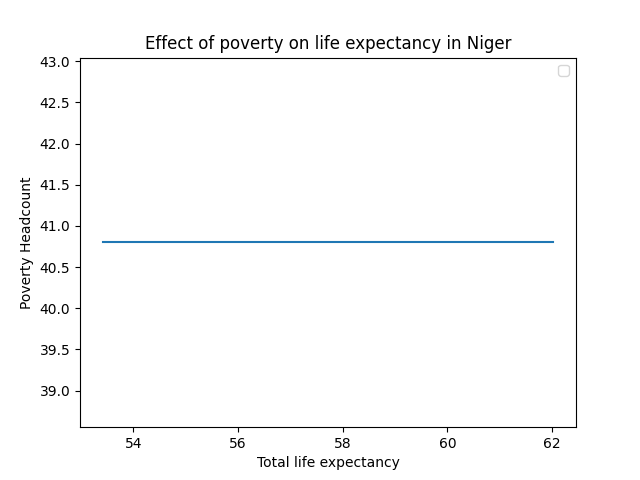 Effect of poverty on life expectancy in Niger
43.0
42.5
42.0
41.5
41.0
40.5
40.0
39.5
39.0
Poverty Headcount
54 56 58 60 62
Total life expectancy